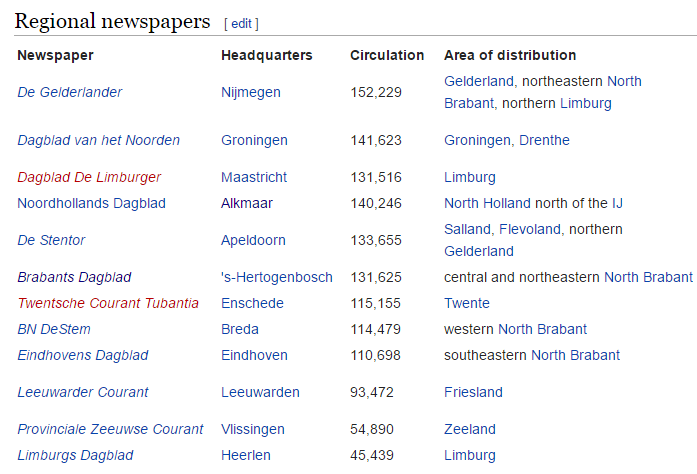 Regional newspapers [ edit ]
Newspaper Headquarters Circulation Area of distribution
De Gelderlander Nijmegen 152,229 Gelderland, northeastern North
Brabant, northern Limburg
Dagblad van het Noorden Groningen 141,623 Groningen, Drenthe
Dagblad De Limburger Maastricht 131,516 Limburg
Noordhollands Dagblad Alkmaar 140,246 North Holland north of the IJ
De Stentor Apeldoorn 133,655 Salland, Flevoland, northern
Gelderland
Brabants Dagblad 's-Hertogenbosch 131,625 central and northeastern North Brabant
Twentsche Courant Tubantia Enschede 115,155 Twente
BN DeStem Breda 114,479 western North Brabant
Eindhovens Dagblad Eindhoven 110,698 southeastern North Brabant
Leeuwarder Courant Leeuwarden 93,472 Friesland
Provinciale Zeeuwse Courant Vlissingen 54,890 Zeeland
Limburgs Dagblad Heerlen 45,439 Limburg